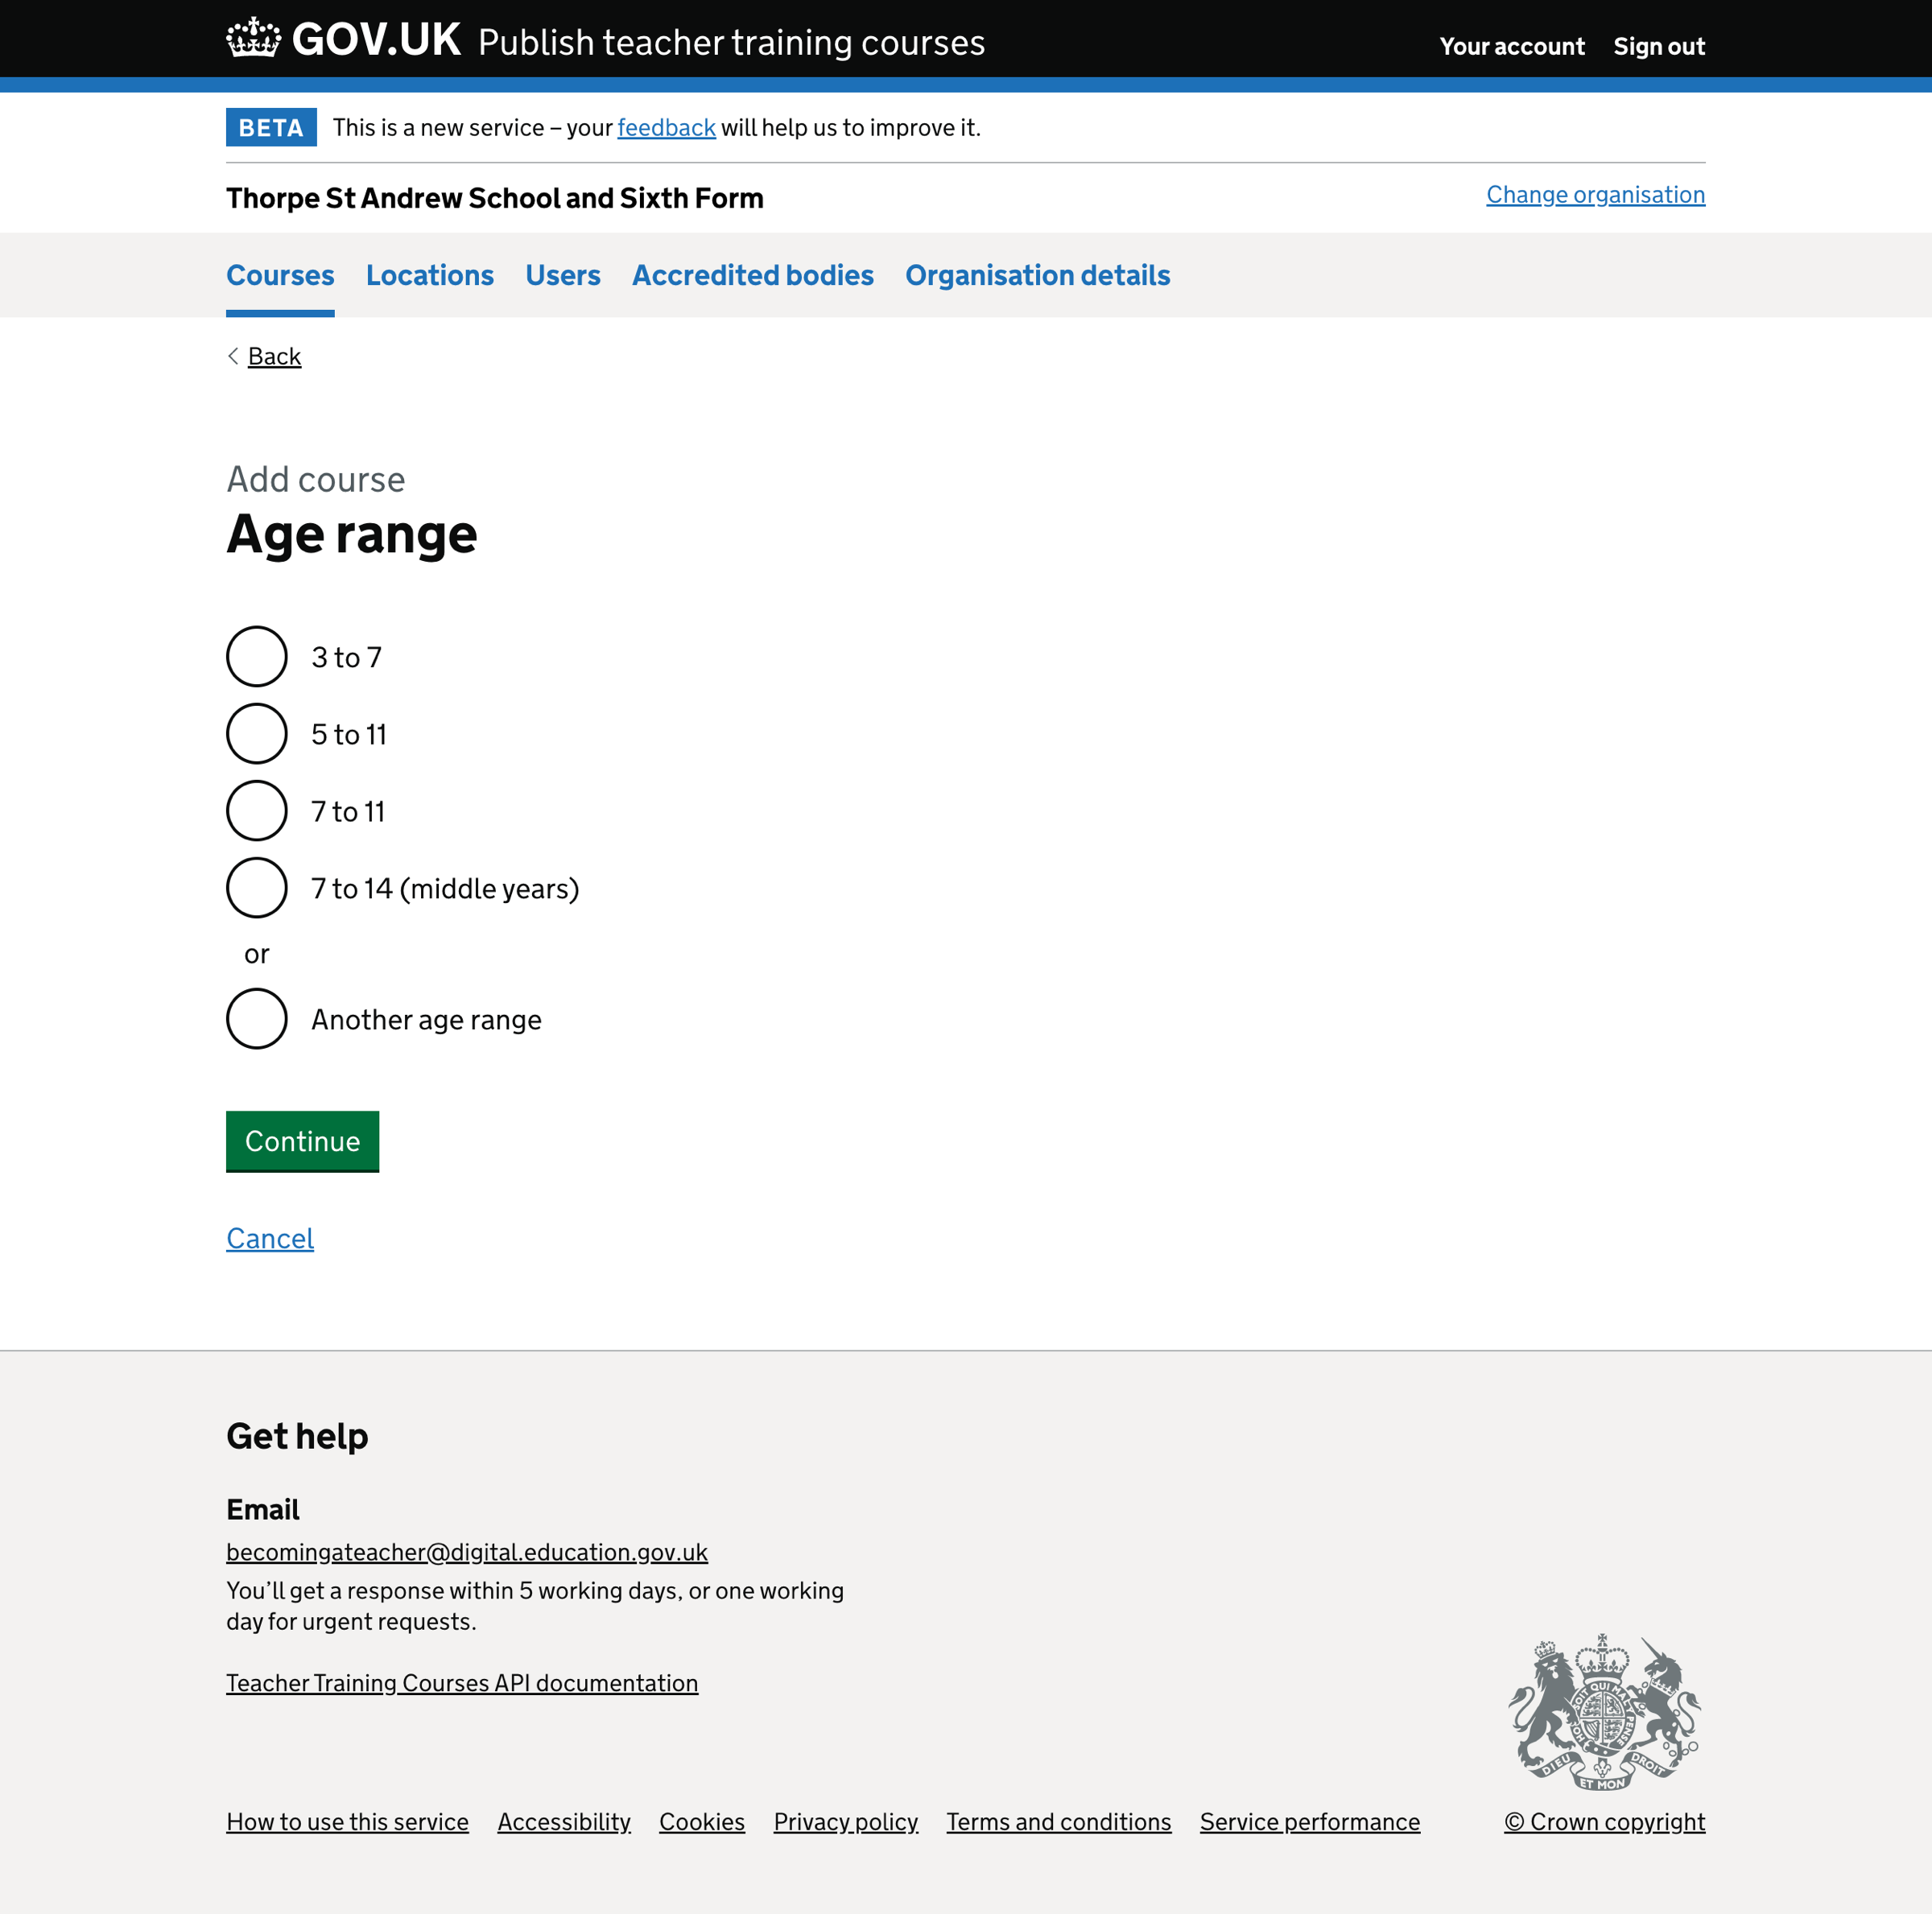 GOV.UK Publish teacher training courses
Your account Sign out
BETA This is a new service – your feedback will help us to improve it.
Thorpe St Andrew School and Sixth Form
Change organisation
Courses Locations Users Accredited bodies Organisation details
Back
Add course
Age range
3 to 7
5 to 11
7 to 11
7 to 14 (middle years)
or
Another age range
Continue
Cancel
Get help
Email
becomingateacher@digital.education.gov.uk
You’ll get a response within 5 working days, or one working
day for urgent requests.
Teacher Training Courses API documentation
DIEU ET MON DROIT
How to use this service Accessibility Cookies Privacy policy Terms and conditions Service performance
© Crown copyright